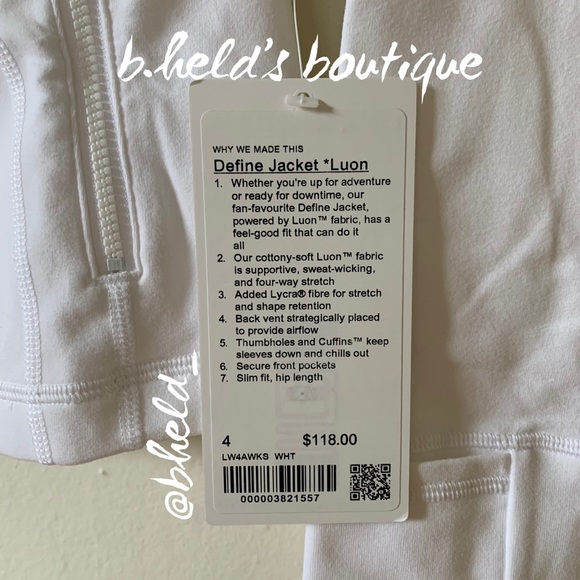 b.held's boutique
WHY WE MADE THIS
Define Jacket *Luon
1. Whether you're up for adventure
or ready for downtime, our
fan-favourite Define Jacket,
powered by Luon™ fabric, has a
feel-good fit that can do it
all
2. Our cottony-soft Luon™ fabric
is supportive, sweat-wicking,
and four-way stretch
3. Added Lycra® fibre for stretch
and shape retention
4. Back vent strategically placed
to provide airflow
5. Thumbholes and Cuffins™ keep
sleeves down and chills out
6. Secure front pockets
7. Slim fit, hip length
4 $118.00
LW4AWKS WHT
000003821557
@bheld_